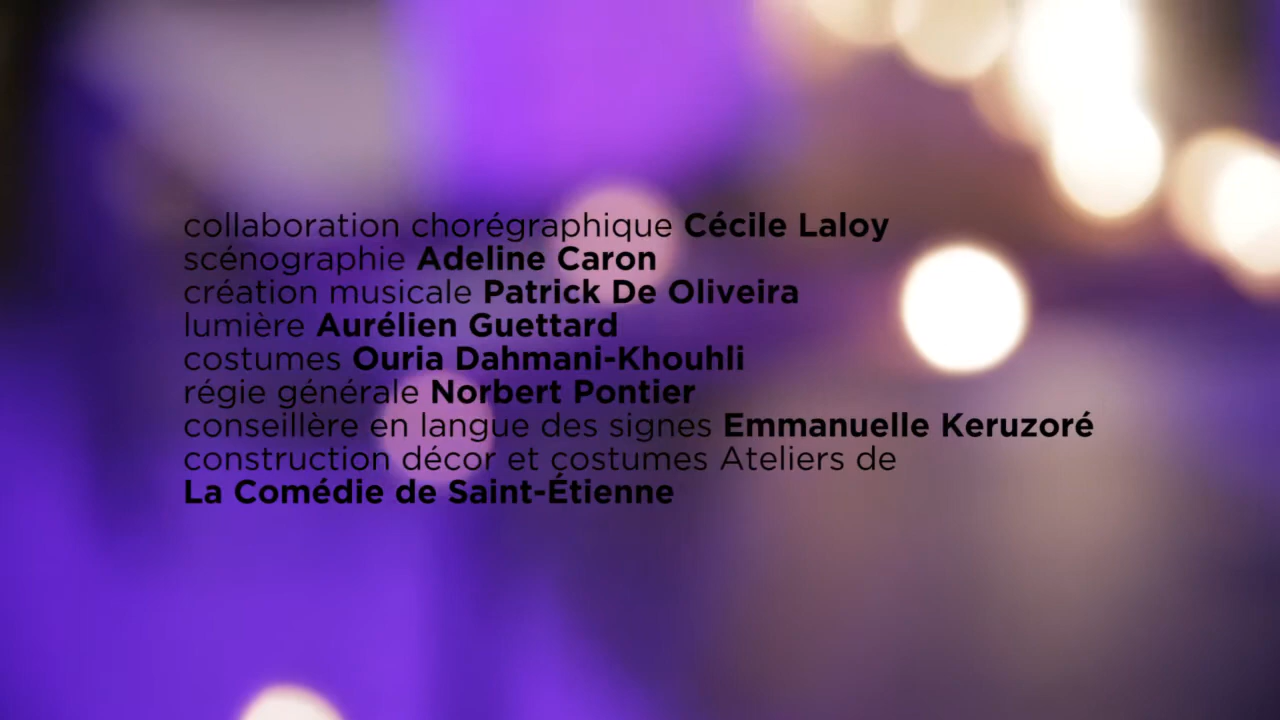 collaboration chorégraphique Cécile Laloy
scénographie Adeline Caron
création musicale Patrick De Oliveira
lumière Aurélien Guettard
costumes Ouria Dahmani-Khouhli
régie générale Norbert Pontier
conseillère en langue des signes Emmanuelle Keruzoré
construction décor et costumes Ateliers de
La Comédie de Saint-Étienne